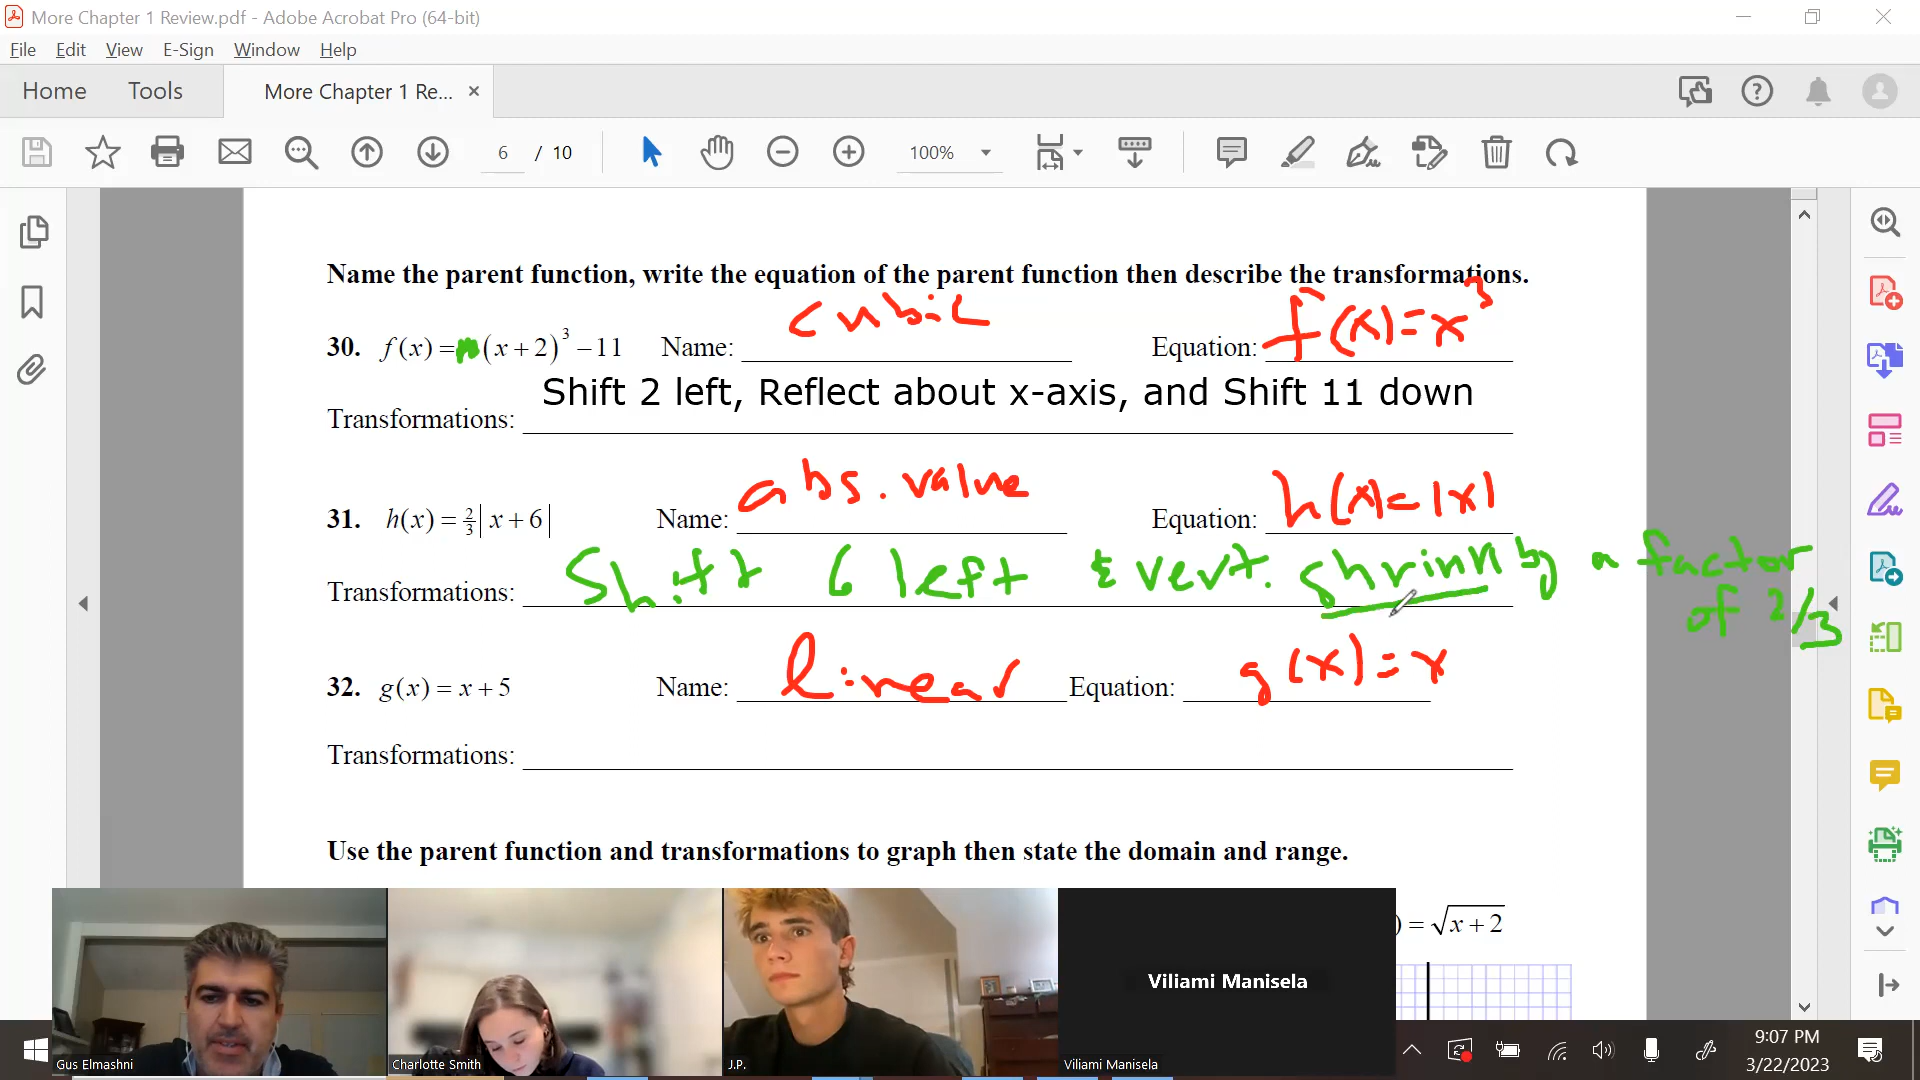 More Chapter 1 Review.pdf - Adobe Acrobat Pro (64-bit)
File Edit View E-Sign Window Help
Home Tools More Chapter 1 Re... ×
6 / 10 100%
Name the parent function, write the equation of the parent function then describe the transformations.
cubic f(x)=x³
30. f(x) = (x+2)³ −11 Name: Equation:
Shift 2 left, Reflect about x-axis, and Shift 11 down
Transformations:
abs. value h(x)=|x|
31. h(x) = 2/3|x+6| Name: Equation:
Shift 6 left & vert. shrink by a factor
Transformations:
of 2/3
linear g(x)=x
32. g(x) = x+5 Name: Equation:
Transformations:
Use the parent function and transformations to graph then state the domain and range.
) = √x+2
Viliami Manisela
Gus Elmashni Charlotte Smith J.P. Viliami Manisela
9:07 PM
3/22/2023